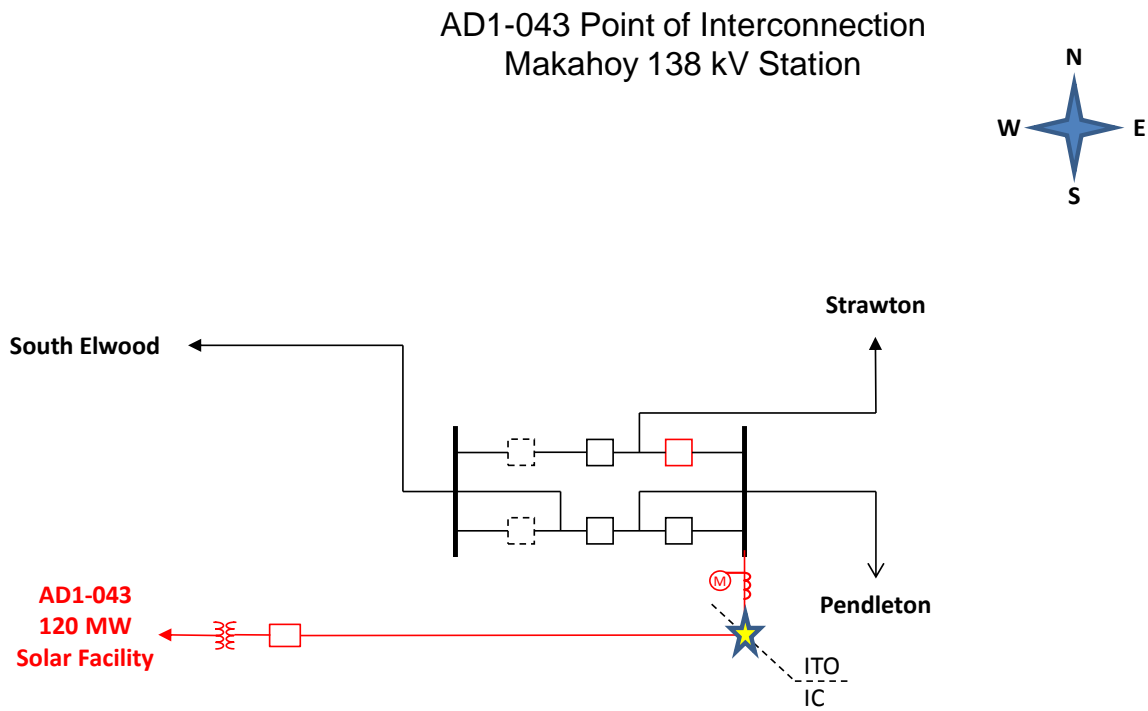 AD1-043 Point of Interconnection
Makahoy 138 kV Station
N
W
E
S
Strawton
South Elwood
M
AD1-043
120 MW
Solar Facility
Pendleton
ITO
IC